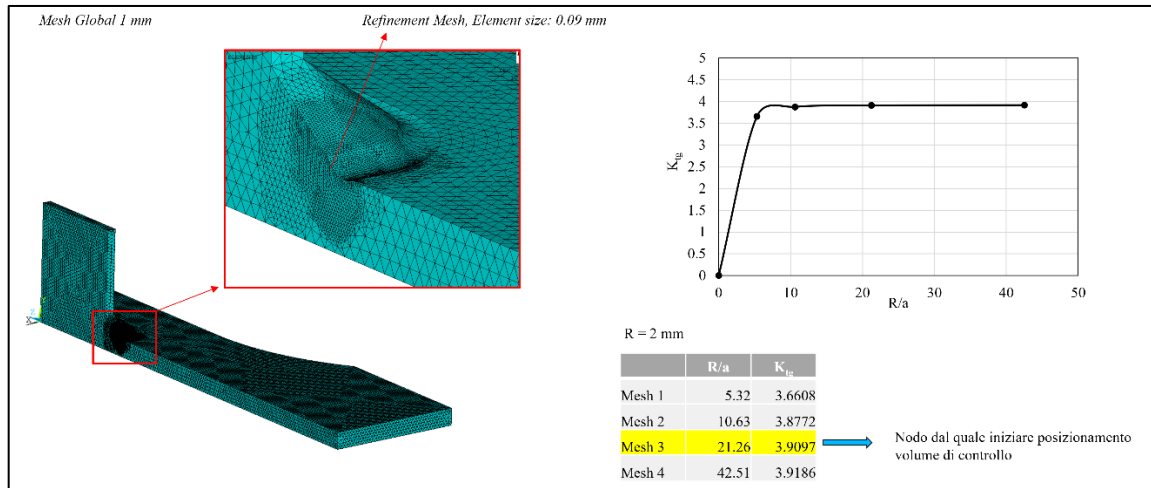 Mesh Global 1 mm
Refinement Mesh, Element size: 0.09 mm
X
K_tg
5
4.5
4
3.5
3
2.5
2
1.5
1
0.5
0
0 10 20 30 40 50
R/a
R = 2 mm
R/a K_tg
Mesh 1 5.32 3.6608
Mesh 2 10.63 3.8772
Mesh 3 21.26 3.9097
Mesh 4 42.51 3.9186
Nodo dal quale iniziare posizionamento
volume di controllo